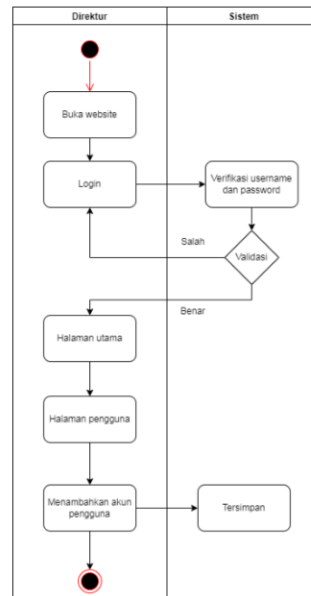 Direktur
Sistem
Buka website
Login
Verifikasi username
dan password
Salah
Validasi
Benar
Halaman utama
Halaman pengguna
Menambahkan akun
pengguna
Tersimpan